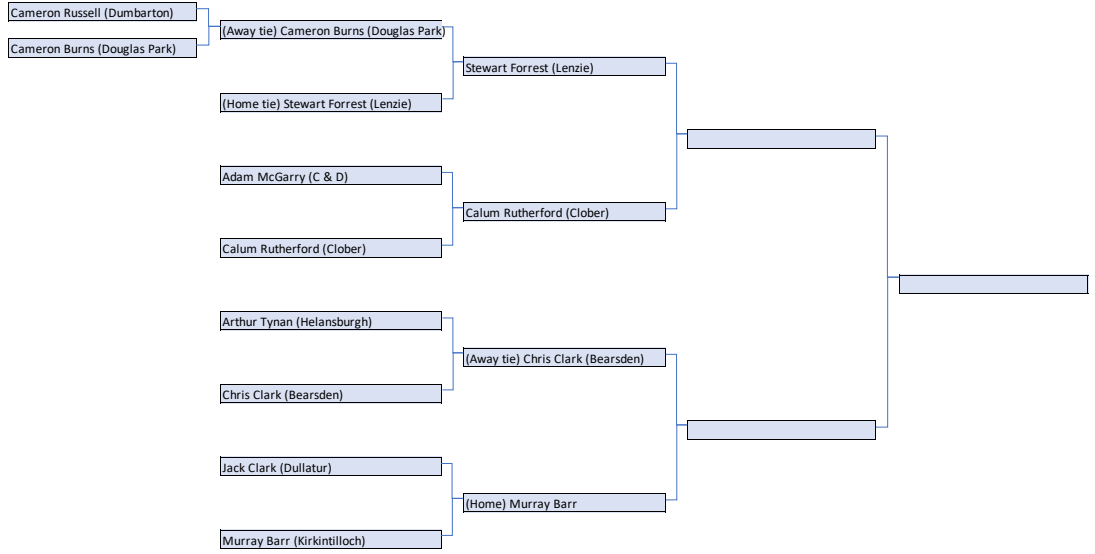 Cameron Russell (Dumbarton)
Cameron Burns (Douglas Park)
(Away tie) Cameron Burns (Douglas Park)
(Home tie) Stewart Forrest (Lenzie)
Adam McGarry (C & D)
Calum Rutherford (Clober)
Arthur Tynan (Helansburgh)
Chris Clark (Bearsden)
Jack Clark (Dullatur)
Murray Barr (Kirkintilloch)
Stewart Forrest (Lenzie)
Calum Rutherford (Clober)
(Away tie) Chris Clark (Bearsden)
(Home) Murray Barr